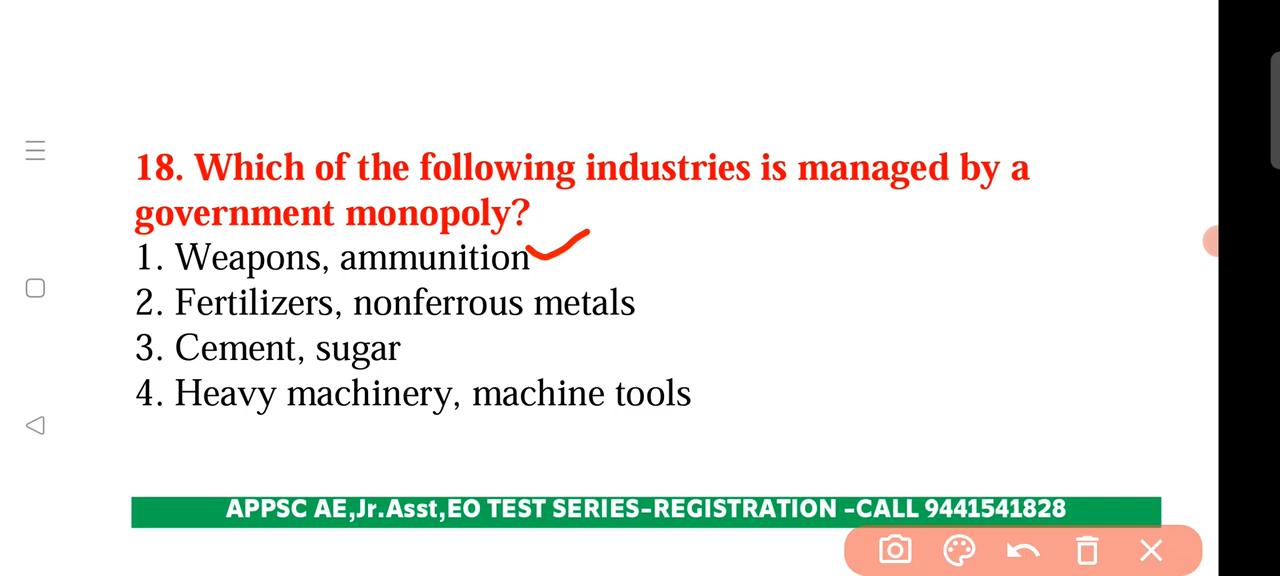 18. Which of the following industries is managed by a
government monopoly?
1. Weapons, ammunition
2. Fertilizers, nonferrous metals
3. Cement, sugar
4. Heavy machinery, machine tools
APPSC AE,Jr.Asst,EO TEST SERIES-REGISTRATION -CALL 9441541828